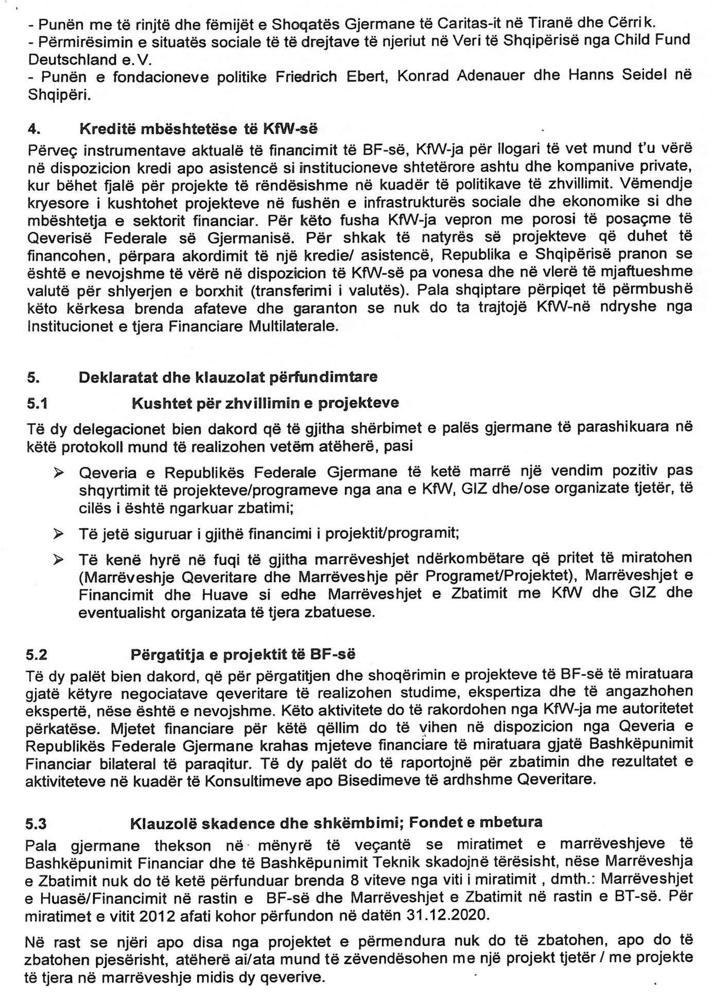 - Punën me të rinjtë dhe fëmijët e Shoqatës Gjermane të Caritas-it në Tiranë dhe Cërrik.
- Përmirësimin e situatës sociale të të drejtave të njeriut në Veri të Shqipërisë nga Child Fund
Deutschland e.V.
- Punën e fondacioneve politike Friedrich Ebert, Konrad Adenauer dhe Hanns Seidel në
Shqipëri.
4. Kreditë mbështetëse të KfW-së
Përveç instrumentave aktualë të financimit të BF-së, KfW-ja për llogari të vet mund t'u vërë
në dispozicion kredi apo asistencë si institucioneve shtetërore ashtu dhe kompanive private,
kur bëhet fjalë për projekte të rëndësishme në kuadër të politikave të zhvillimit. Vëmendje
kryesore i kushtohet projekteve në fushën e infrastrukturës sociale dhe ekonomike si dhe
mbështetja e sektorit financiar. Për këto fusha KfW-ja vepron me porosi të posaçme të
Qeverisë Federale së Gjermanisë. Për shkak të natyrës së projekteve që duhet të
financohen, përpara akordimit të një kredie/ asistencë, Republika e Shqipërisë pranon se
është e nevojshme të vërë në dispozicion të KfW-së pa vonesa dhe në vlerë të mjaftueshme
valutë për shlyerjen e borxhit (transferimi i valutës). Pala shqiptare përpiqet të përmbushë
këto kërkesa brenda afateve dhe garanton se nuk do ta trajtojë KfW-në ndryshe nga
Institucionet e tjera Financiare Multilaterale.
5. Deklaratat dhe klauzolat përfundimtare
5.1 Kushtet për zhvillimin e projekteve
Të dy delegacionet bien dakord që të gjitha shërbimet e palës gjermane të parashikuara në
këtë protokoll mund të realizohen vetëm atëherë, pasi
➢ Qeveria e Republikës Federale Gjermane të ketë marrë një vendim pozitiv pas
shqyrtimit të projekteve/programeve nga ana e KfW, GIZ dhe/ose organizate tjetër, të
cilës i është ngarkuar zbatimi;
➢ Të jetë siguruar i gjithë financimi i projektit/programit;
➢ Të kenë hyrë në fuqi të gjitha marrëveshjet ndërkombëtare që pritet të miratohen
(Marrëveshje Qeveritare dhe Marrëveshje për Programet/Projektet), Marrëveshjet e
Financimit dhe Huave si edhe Marrëveshjet e Zbatimit me KfW dhe GIZ dhe
eventualisht organizata të tjera zbatuese.
5.2 Përgatitja e projektit të BF-së
Të dy palët bien dakord, që për përgatitjen dhe shoqërimin e projekteve të BF-së të miratuara
gjatë këtyre negociatave qeveritare të realizohen studime, ekspertiza dhe të angazhohen
ekspertë, nëse është e nevojshme. Këto aktivitete do të rakordohen nga KfW-ja me autoritetet
përkatëse. Mjetet financiare për këtë qëllim do të vihen në dispozicion nga Qeveria e
Republikës Federale Gjermane krahas mjeteve financiare të miratuara gjatë Bashkëpunimit
Financiar bilateral të paraqitur. Të dy palët do të raportojnë për zbatimin dhe rezultatet e
aktiviteteve në kuadër të Konsultimeve apo Bisedimeve të ardhshme Qeveritare.
5.3 Klauzolë skadence dhe shkëmbimi; Fondet e mbetura
Pala gjermane thekson në mënyrë të veçantë se miratimet e marrëveshjeve të
Bashkëpunimit Financiar dhe të Bashkëpunimit Teknik skadojnë tërësisht, nëse Marrëveshja
e Zbatimit nuk do të ketë përfunduar brenda 8 viteve nga viti i miratimit , dmth.: Marrëveshjet
e Huasë/Financimit në rastin e BF-së dhe Marrëveshjet e Zbatimit në rastin e BT-së. Për
miratimet e vitit 2012 afati kohor përfundon në datën 31.12.2020.
Në rast se njëri apo disa nga projektet e përmendura nuk do të zbatohen, apo do të
zbatohen pjesërisht, atëherë ai/ata mund të zëvendësohen me një projekt tjetër / me projekte
të tjera në marrëveshje midis dy qeverive.